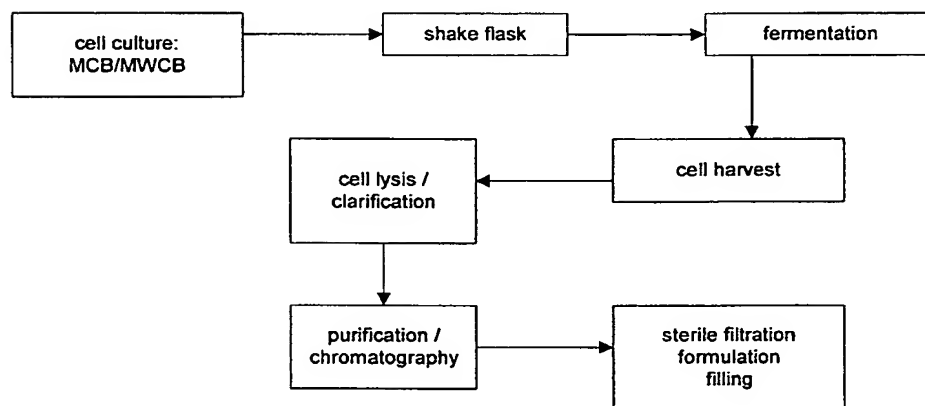 cell culture:
MCB/MWCB
shake flask
fermentation
cell harvest
cell lysis /
clarification
purification /
chromatography
sterile filtration
formulation
filling